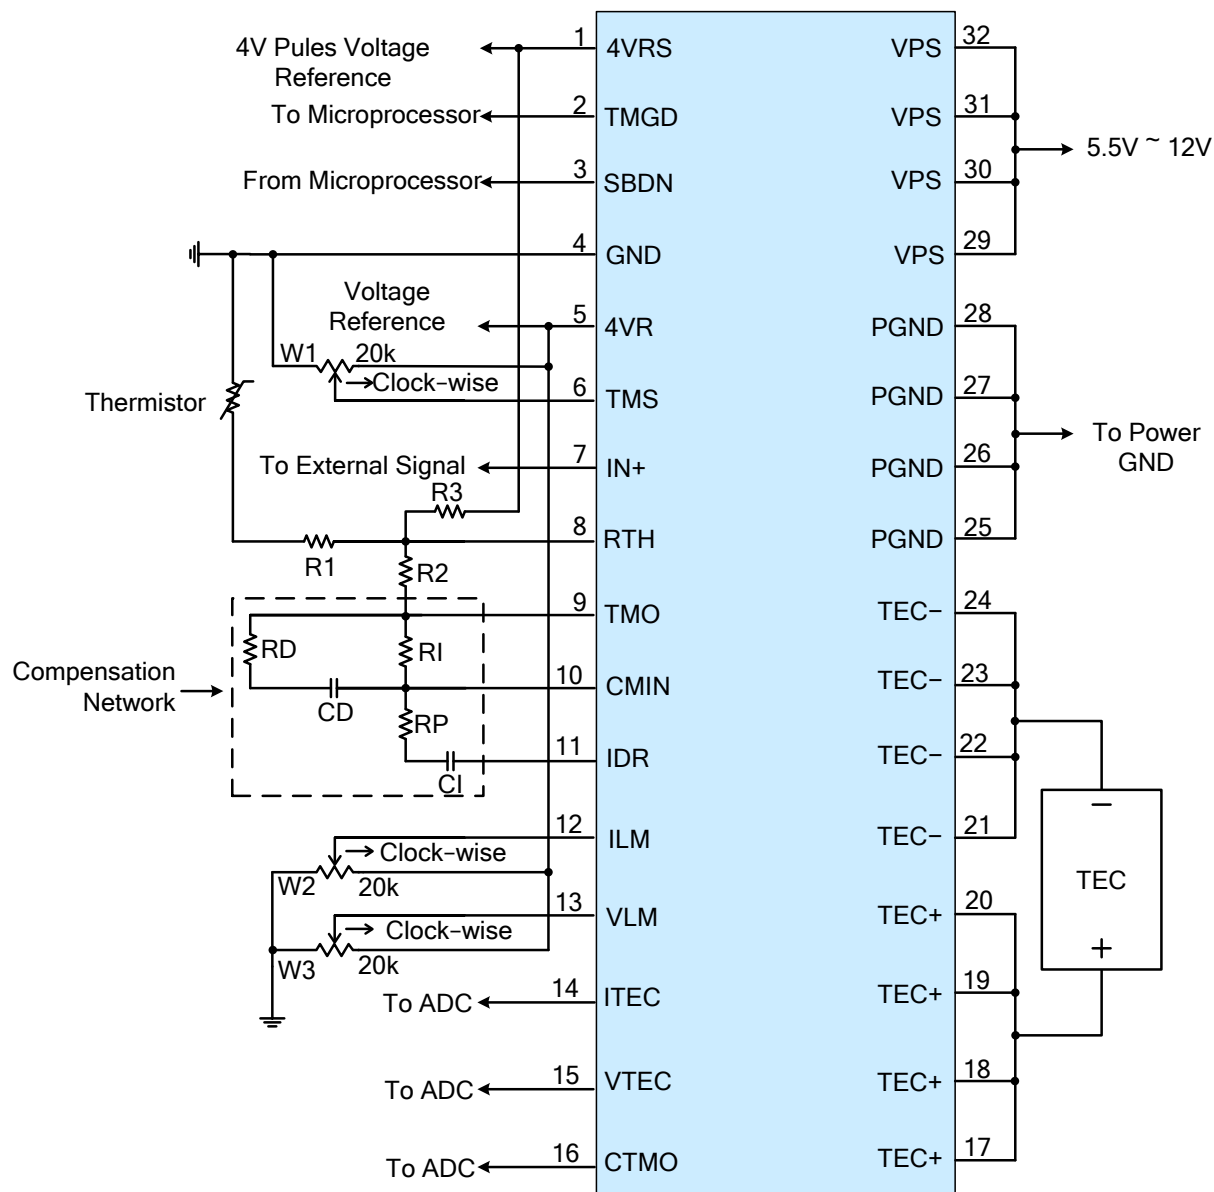 4V Pules Voltage
Reference
1
4VRS
VPS
32
To Microprocessor
2
TMGD
VPS
31
5.5V ~ 12V
From Microprocessor
3
SBDN
VPS
30
4
GND
VPS
29
Voltage
Reference
5
4VR
PGND
28
W1
20k
Clock-wise
6
TMS
PGND
27
Thermistor
To Power
GND
To External Signal
7
IN+
PGND
26
R3
8
RTH
PGND
25
R1
R2
9
TMO
TEC-
24
RD
RI
Compensation
Network
10
CMIN
TEC-
23
CD
RP
11
IDR
TEC-
22
CI
12
ILM
TEC-
21
Clock-wise
W2
20k
-
TEC
+
13
VLM
TEC+
20
Clock-wise
W3
20k
To ADC
14
ITEC
TEC+
19
To ADC
15
VTEC
TEC+
18
To ADC
16
CTMO
TEC+
17